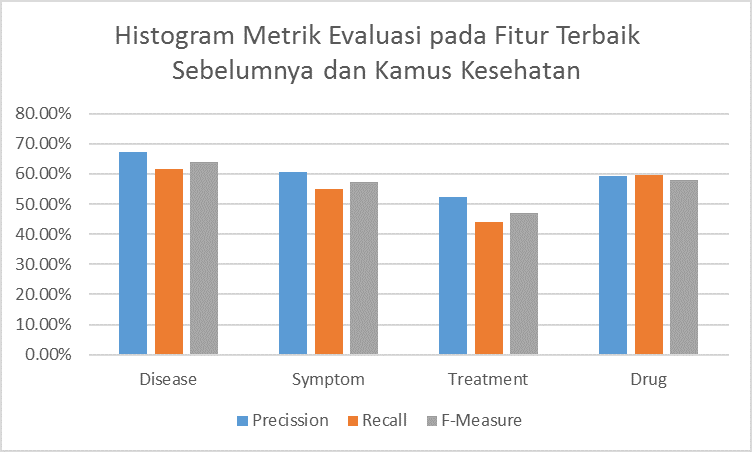 Histogram Metrik Evaluasi pada Fitur Terbaik
Sebelumnya dan Kamus Kesehatan
80.00%
70.00%
60.00%
50.00%
40.00%
30.00%
20.00%
10.00%
0.00%
Disease Symptom Treatment Drug
Precission Recall F-Measure